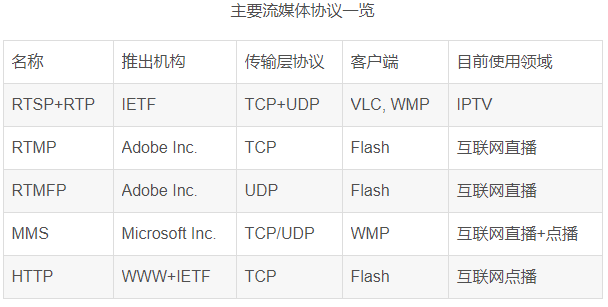 主要流媒体协议一览
名称 推出机构 传输层协议 客户端 目前使用领域
RTSP+RTP IETF TCP+UDP VLC, WMP IPTV
RTMP Adobe Inc. TCP Flash 互联网直播
RTMFP Adobe Inc. UDP Flash 互联网直播
MMS Microsoft Inc. TCP/UDP WMP 互联网直播+点播
HTTP WWW+IETF TCP Flash 互联网点播